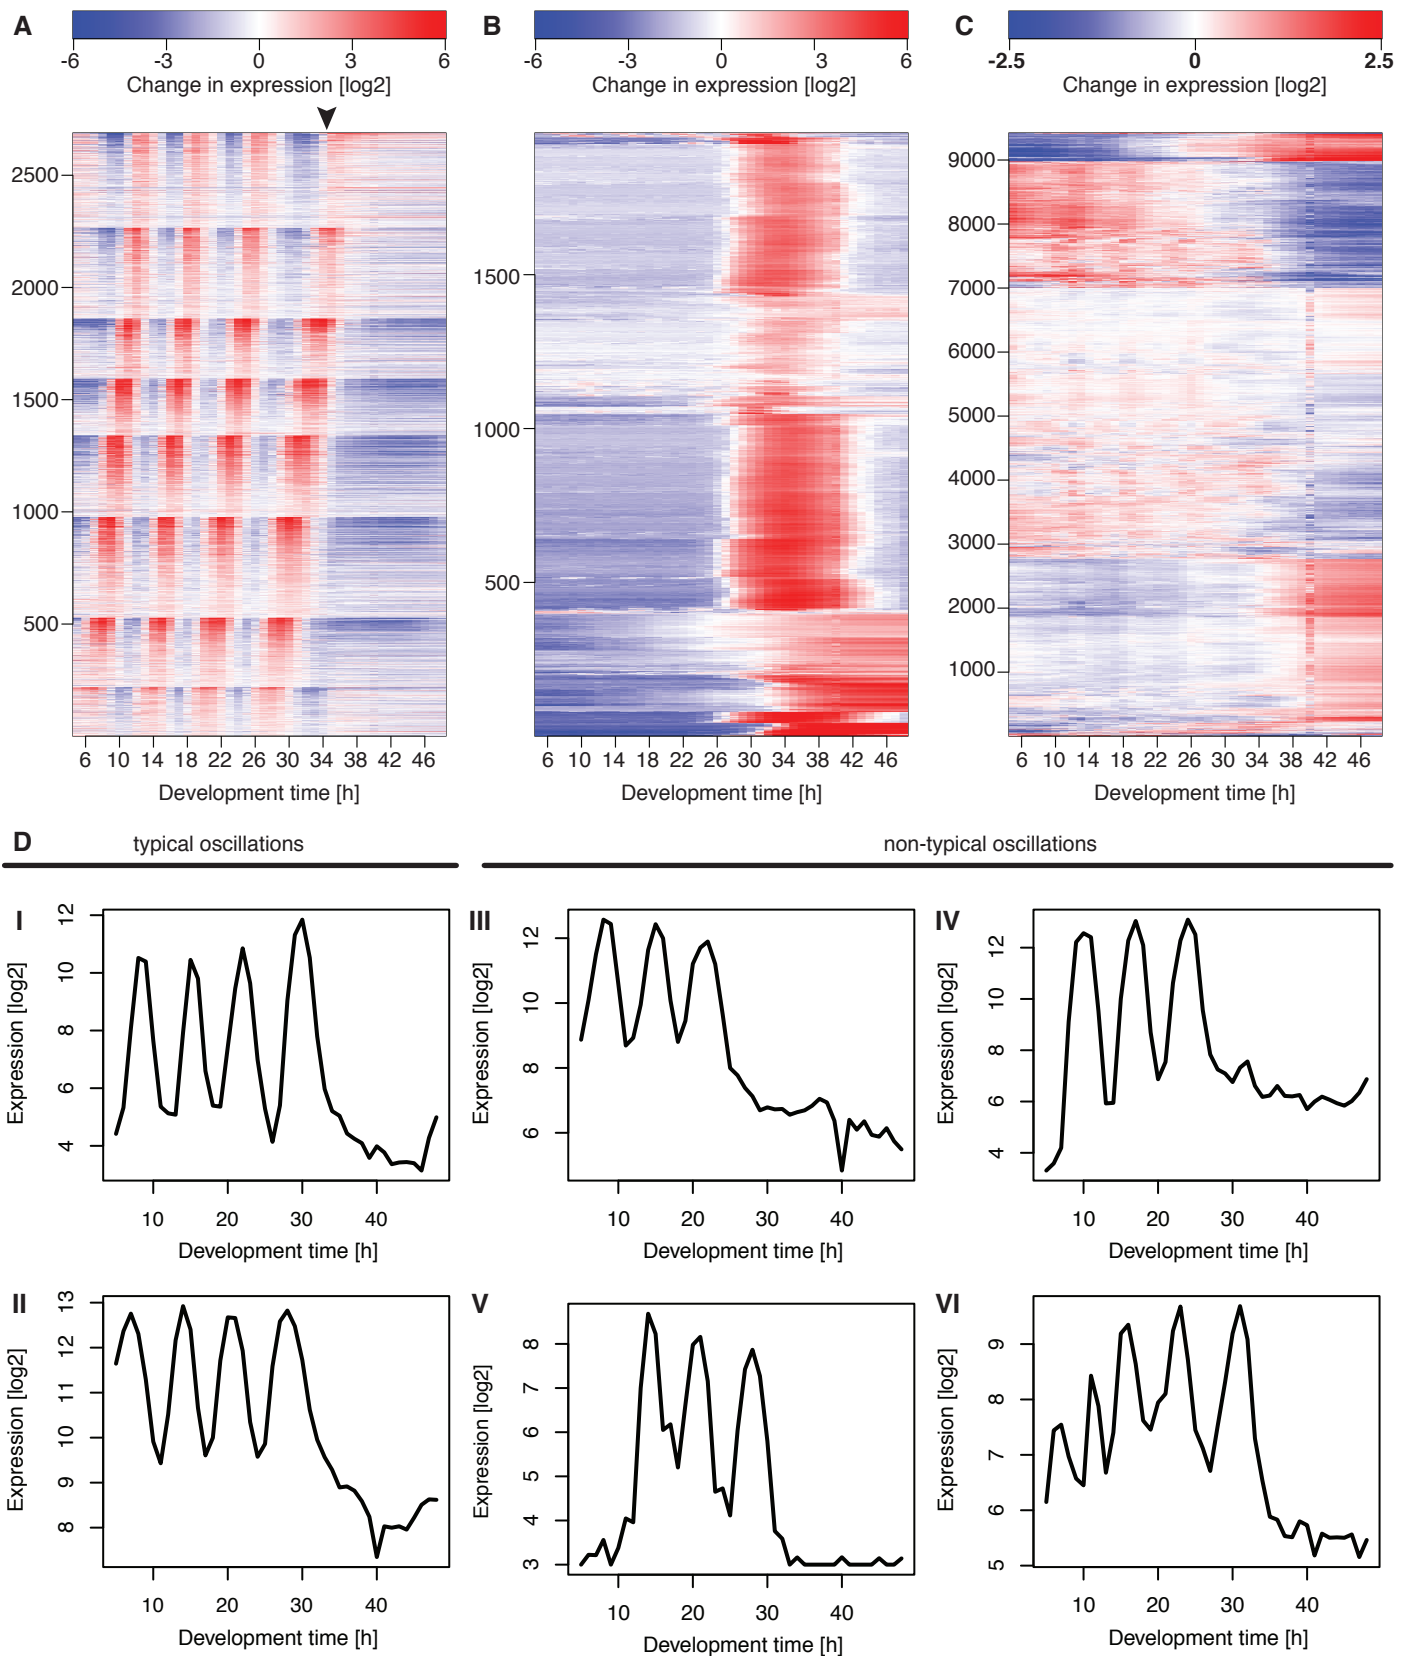 A B C
-6 -3 0 3 6
Change in expression [log2]
-6 -3 0 3 6
Change in expression [log2]
-2.5 0 2.5
Change in expression [log2]
2500
2000
1500
1000
500
6 10 14 18 22 26 30 34 38 42 46
Development time [h]
1500
1000
500
6 10 14 18 22 26 30 34 38 42 46
Development time [h]
9000
8000
7000
6000
5000
4000
3000
2000
1000
6 10 14 18 22 26 30 34 38 42 46
Development time [h]
D
typical oscillations
non-typical oscillations
I
Expression [log2]
12
10
8
6
4
10 20 30 40
Development time [h]
III
Expression [log2]
12
10
8
6
10 20 30 40
Development time [h]
IV
Expression [log2]
12
10
8
6
4
10 20 30 40
Development time [h]
II
Expression [log2]
13
12
11
10
9
8
10 20 30 40
Development time [h]
V
Expression [log2]
8
7
6
5
4
3
10 20 30 40
Development time [h]
VI
Expression [log2]
9
8
7
6
5
10 20 30 40
Development time [h]